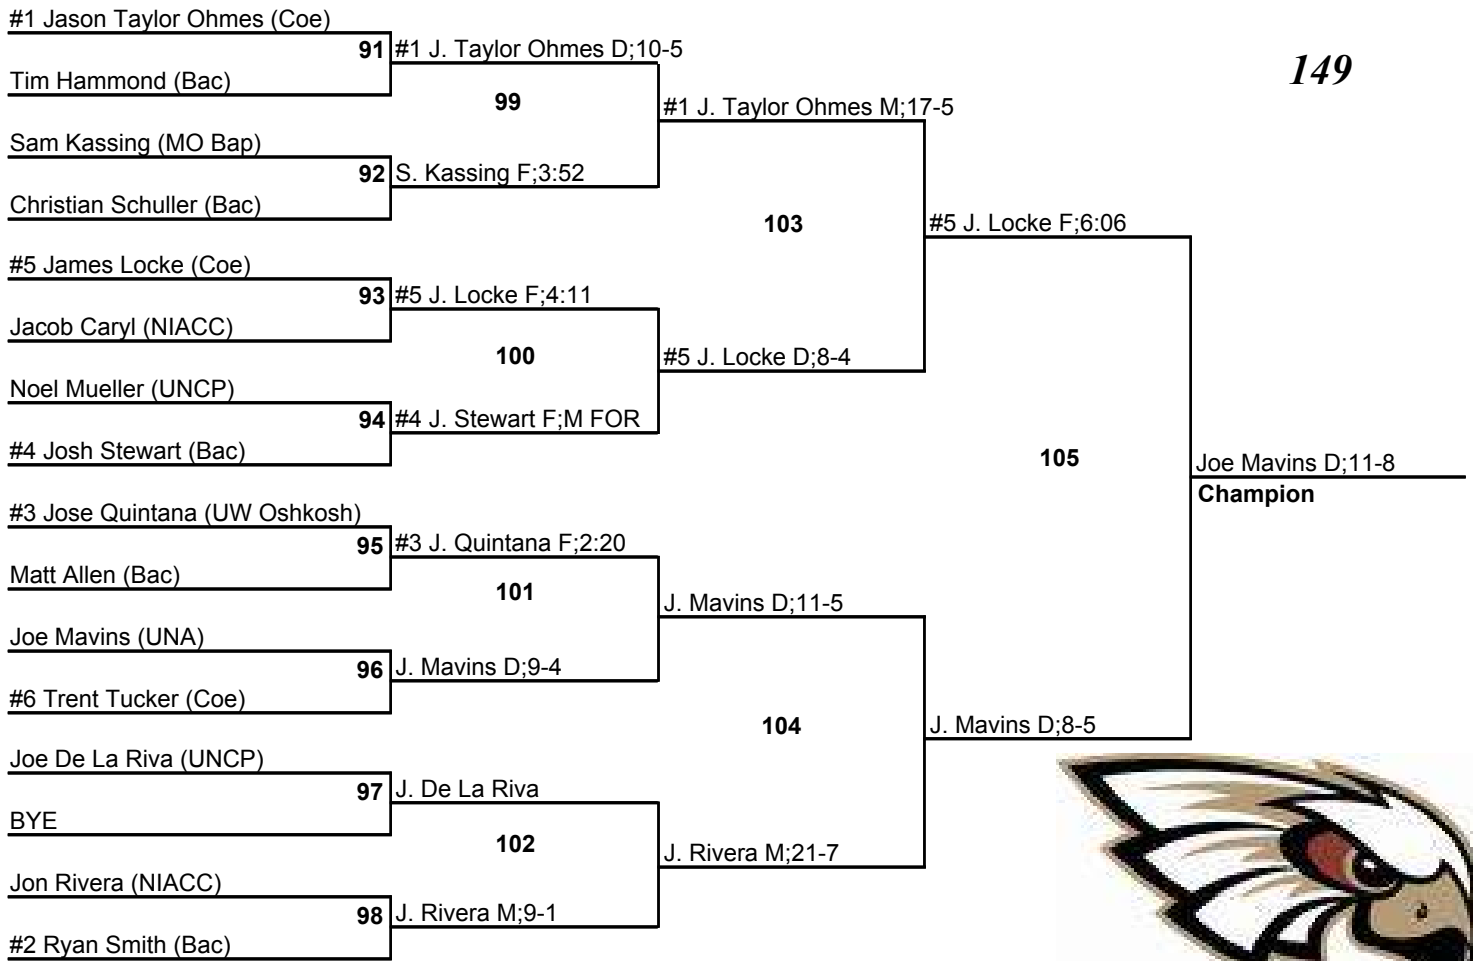 #1 Jason Taylor Ohmes (Coe)
91 #1 J. Taylor Ohmes D;10-5
149
Tim Hammond (Bac)
99
#1 J. Taylor Ohmes M;17-5
Sam Kassing (MO Bap)
92 S. Kassing F;3:52
Christian Schuller (Bac)
103
#5 J. Locke F;6:06
#5 James Locke (Coe)
93 #5 J. Locke F;4:11
Jacob Caryl (NIACC)
100
#5 J. Locke D;8-4
Noel Mueller (UNCP)
94 #4 J. Stewart F;M FOR
#4 Josh Stewart (Bac)
105
Joe Mavins D;11-8
Champion
#3 Jose Quintana (UW Oshkosh)
95 #3 J. Quintana F;2:20
Matt Allen (Bac)
101
J. Mavins D;11-5
Joe Mavins (UNA)
96 J. Mavins D;9-4
#6 Trent Tucker (Coe)
104
J. Mavins D;8-5
Joe De La Riva (UNCP)
97 J. De La Riva
BYE
102
J. Rivera M;21-7
Jon Rivera (NIACC)
98 J. Rivera M;9-1
#2 Ryan Smith (Bac)